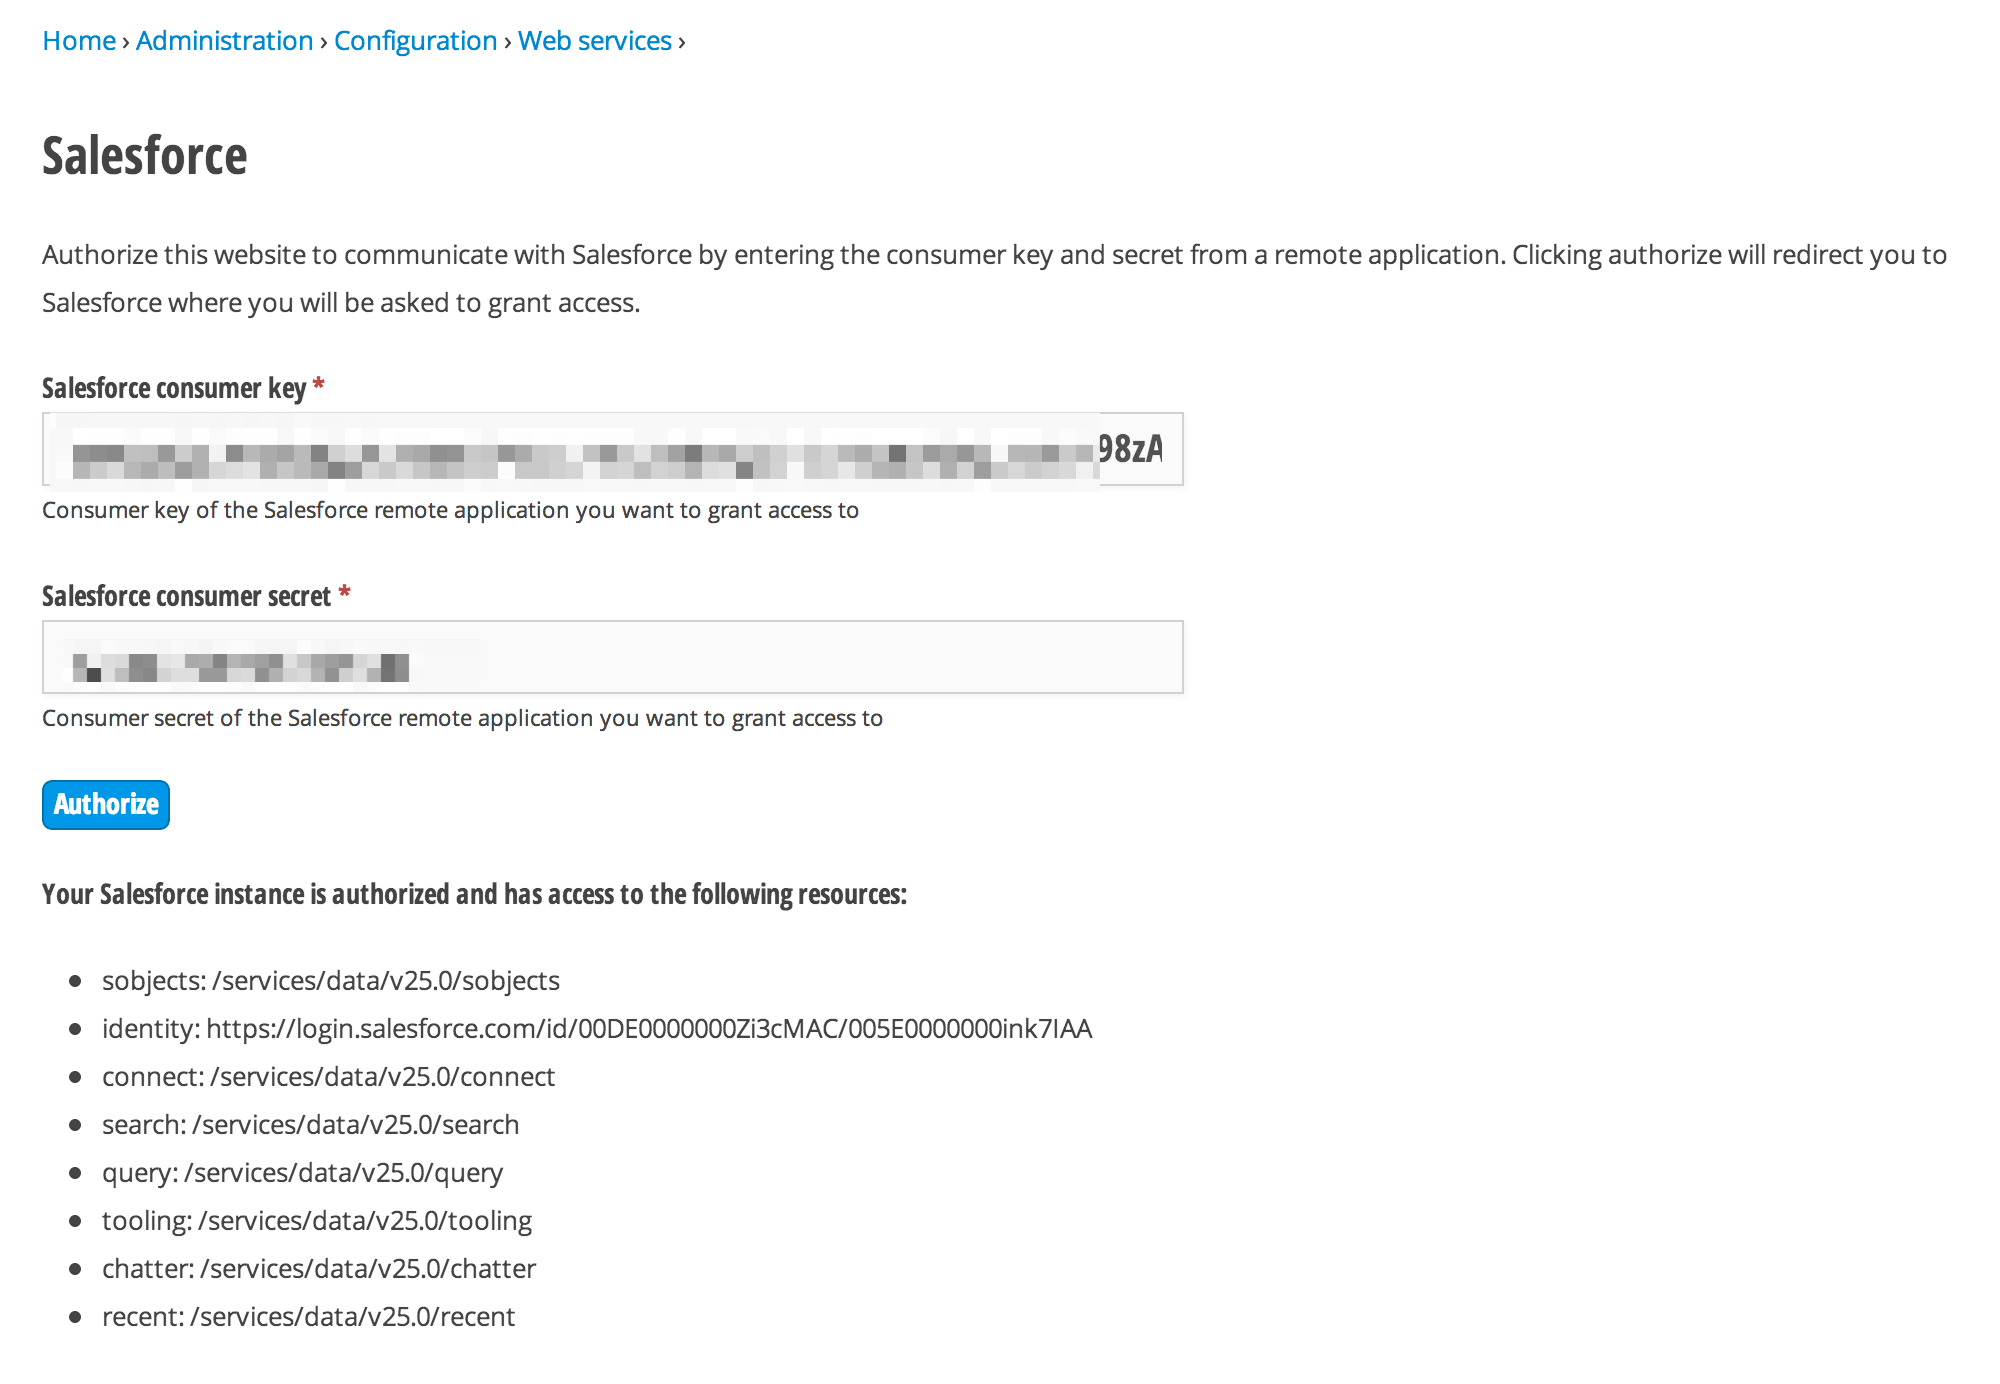 Home › Administration › Configuration › Web services ›
Salesforce
Authorize this website to communicate with Salesforce by entering the consumer key and secret from a remote application. Clicking authorize will redirect you to
Salesforce where you will be asked to grant access.
Salesforce consumer key *
98zA
Consumer key of the Salesforce remote application you want to grant access to
Salesforce consumer secret *
Consumer secret of the Salesforce remote application you want to grant access to
Authorize
Your Salesforce instance is authorized and has access to the following resources:
• sobjects: /services/data/v25.0/sobjects
• identity: https://login.salesforce.com/id/00DE0000000Zi3cMAC/005E0000000ink7IAA
• connect: /services/data/v25.0/connect
• search: /services/data/v25.0/search
• query: /services/data/v25.0/query
• tooling: /services/data/v25.0/tooling
• chatter: /services/data/v25.0/chatter
• recent: /services/data/v25.0/recent